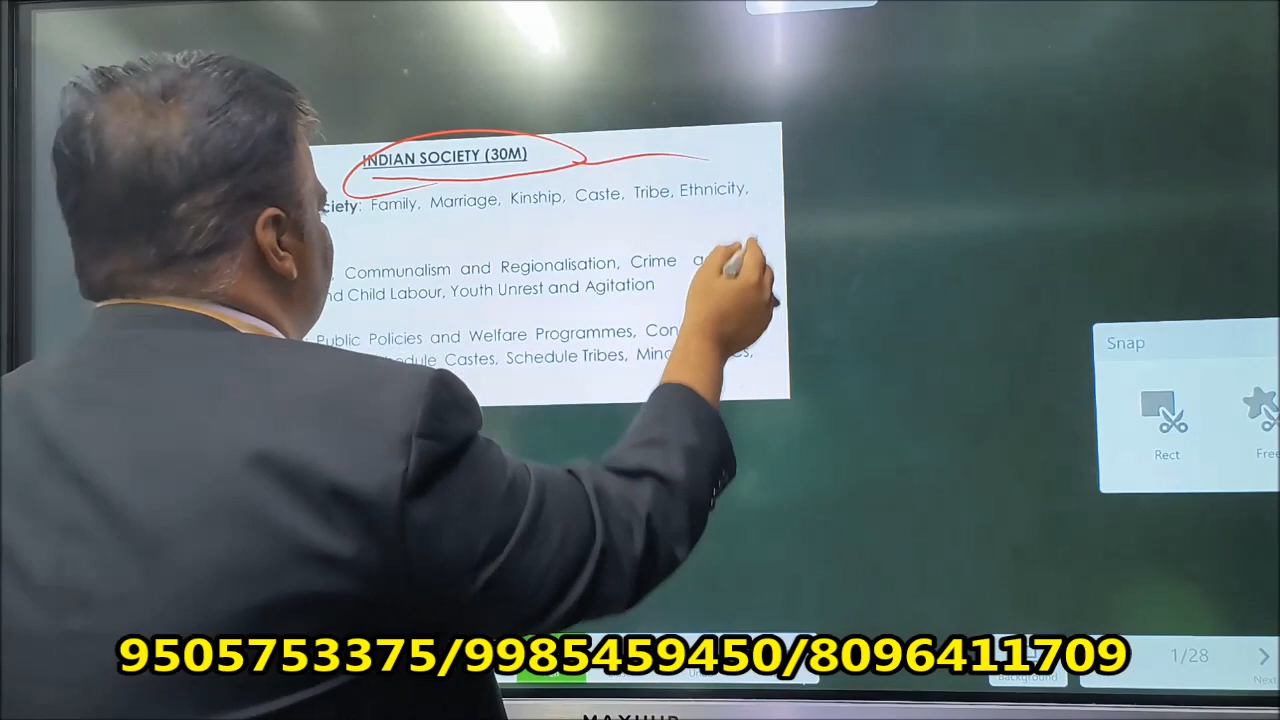 INDIAN SOCIETY (30M)
ciety: Family, Marriage, Kinship, Caste, Tribe, Ethnicity,
Communalism and Regionalisation, Crime
nd Child Labour, Youth Unrest and Agitation
Public Policies and Welfare Programmes,
Castes, Schedule Tribes,
Snap
Rect
1/28
Next
9505753375/9985459450/8096411709